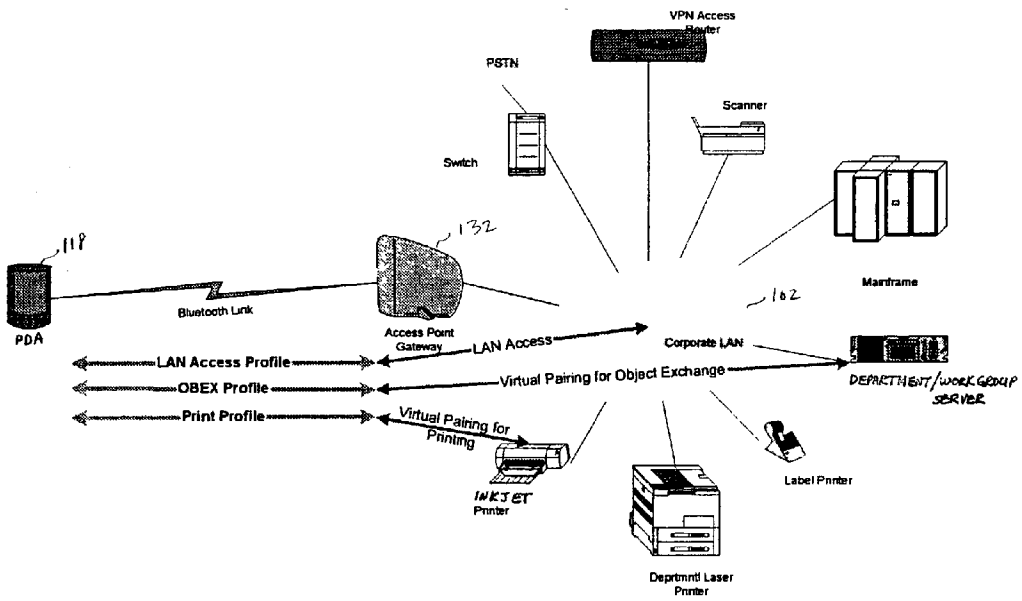 VPN Access
Router
PSTN
Scanner
Switch
118
132
Mainframe
102
Bluetooth Link
PDA
Access Point
Gateway
LAN Access
Corporate LAN
LAN Access Profile
OBEX Profile
Virtual Pairing for Object Exchange
DEPARTMENT/WORKGROUP
SERVER
Print Profile
Virtual Pairing for
Printing
INKJET
Printer
Label Printer
Deprtmntl Laser
Printer